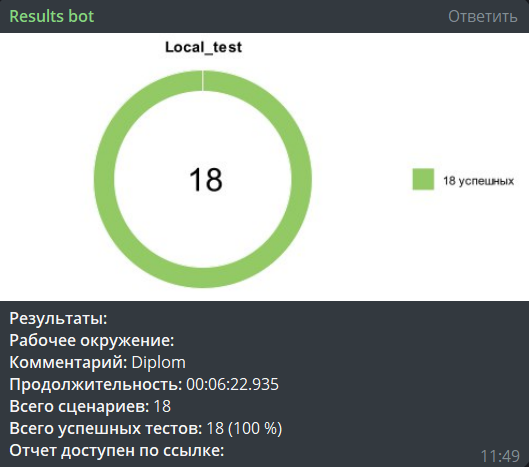 Results bot
Ответить
Local_test
18
18 успешных
Результаты:
Рабочее окружение:
Комментарий: Diplom
Продолжительность: 00:06:22.935
Всего сценариев: 18
Всего успешных тестов: 18 (100 %)
Отчет доступен по ссылке:
11:49